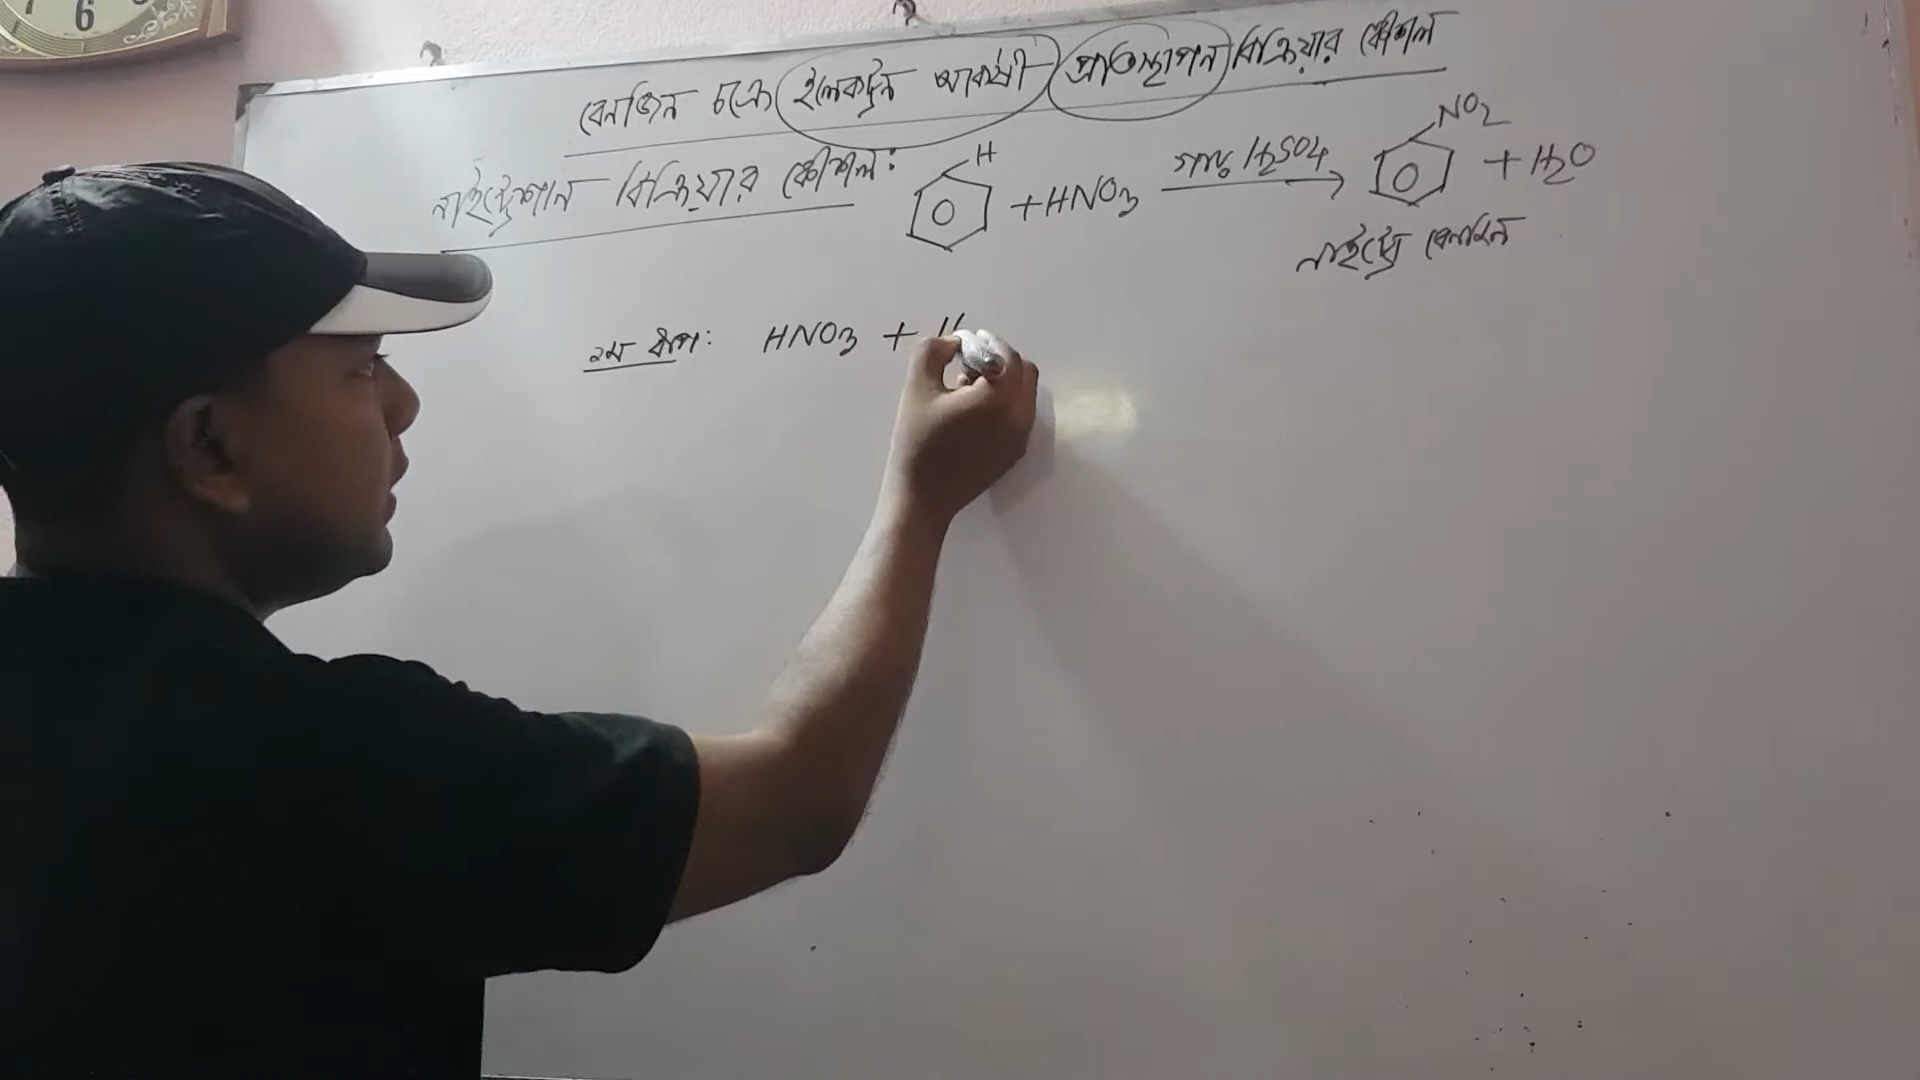 6
বেনজিন চক্রে ইলেকট্রন আকর্ষী প্রতিস্থাপন বিক্রিয়ার কৌশল
নাইট্রেশান বিক্রিয়ার কৌশল: H + HNO3 গাঢ় H2SO4 → NO2 + H2O
নাইট্রো বেনজিন
১ম ধাপ: HNO3 + H